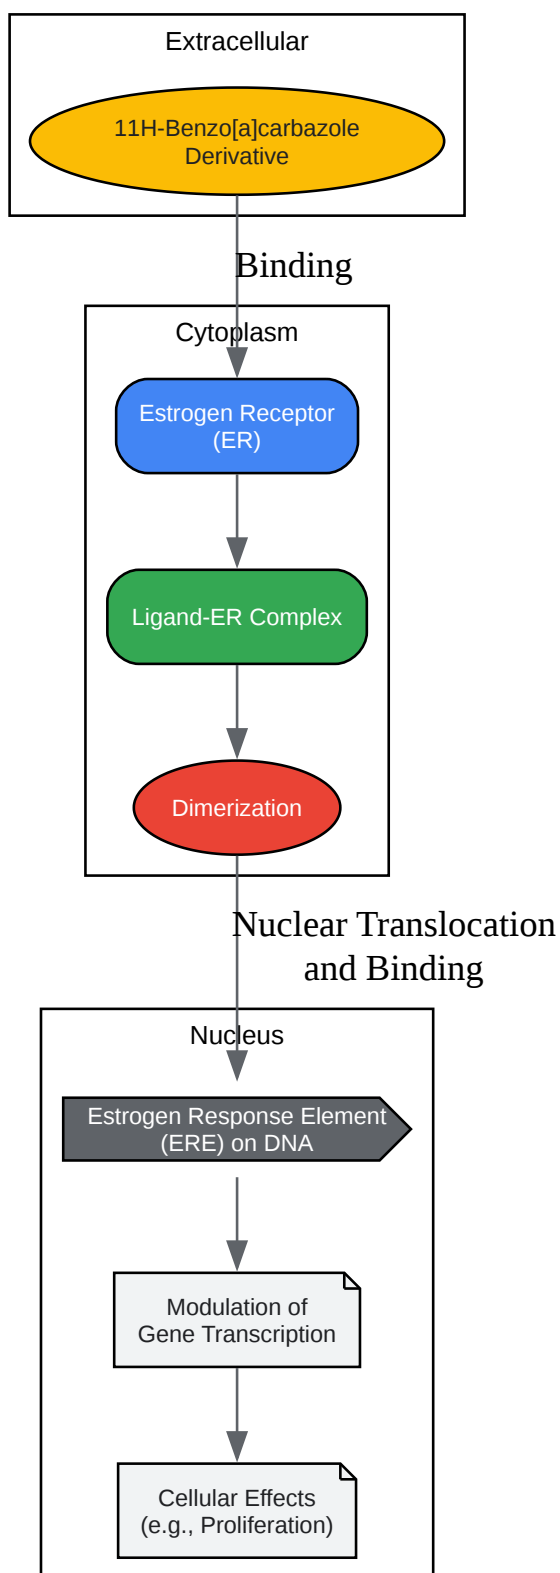 Extracellular
11H-Benzo[a]carbazole
Derivative
Binding
Cytoplasm
Estrogen Receptor
(ER)
Ligand-ER Complex
Dimerization
Nuclear Translocation
and Binding
Nucleus
Estrogen Response Element
(ERE) on DNA
Modulation of
Gene Transcription
Cellular Effects
(e.g., Proliferation)